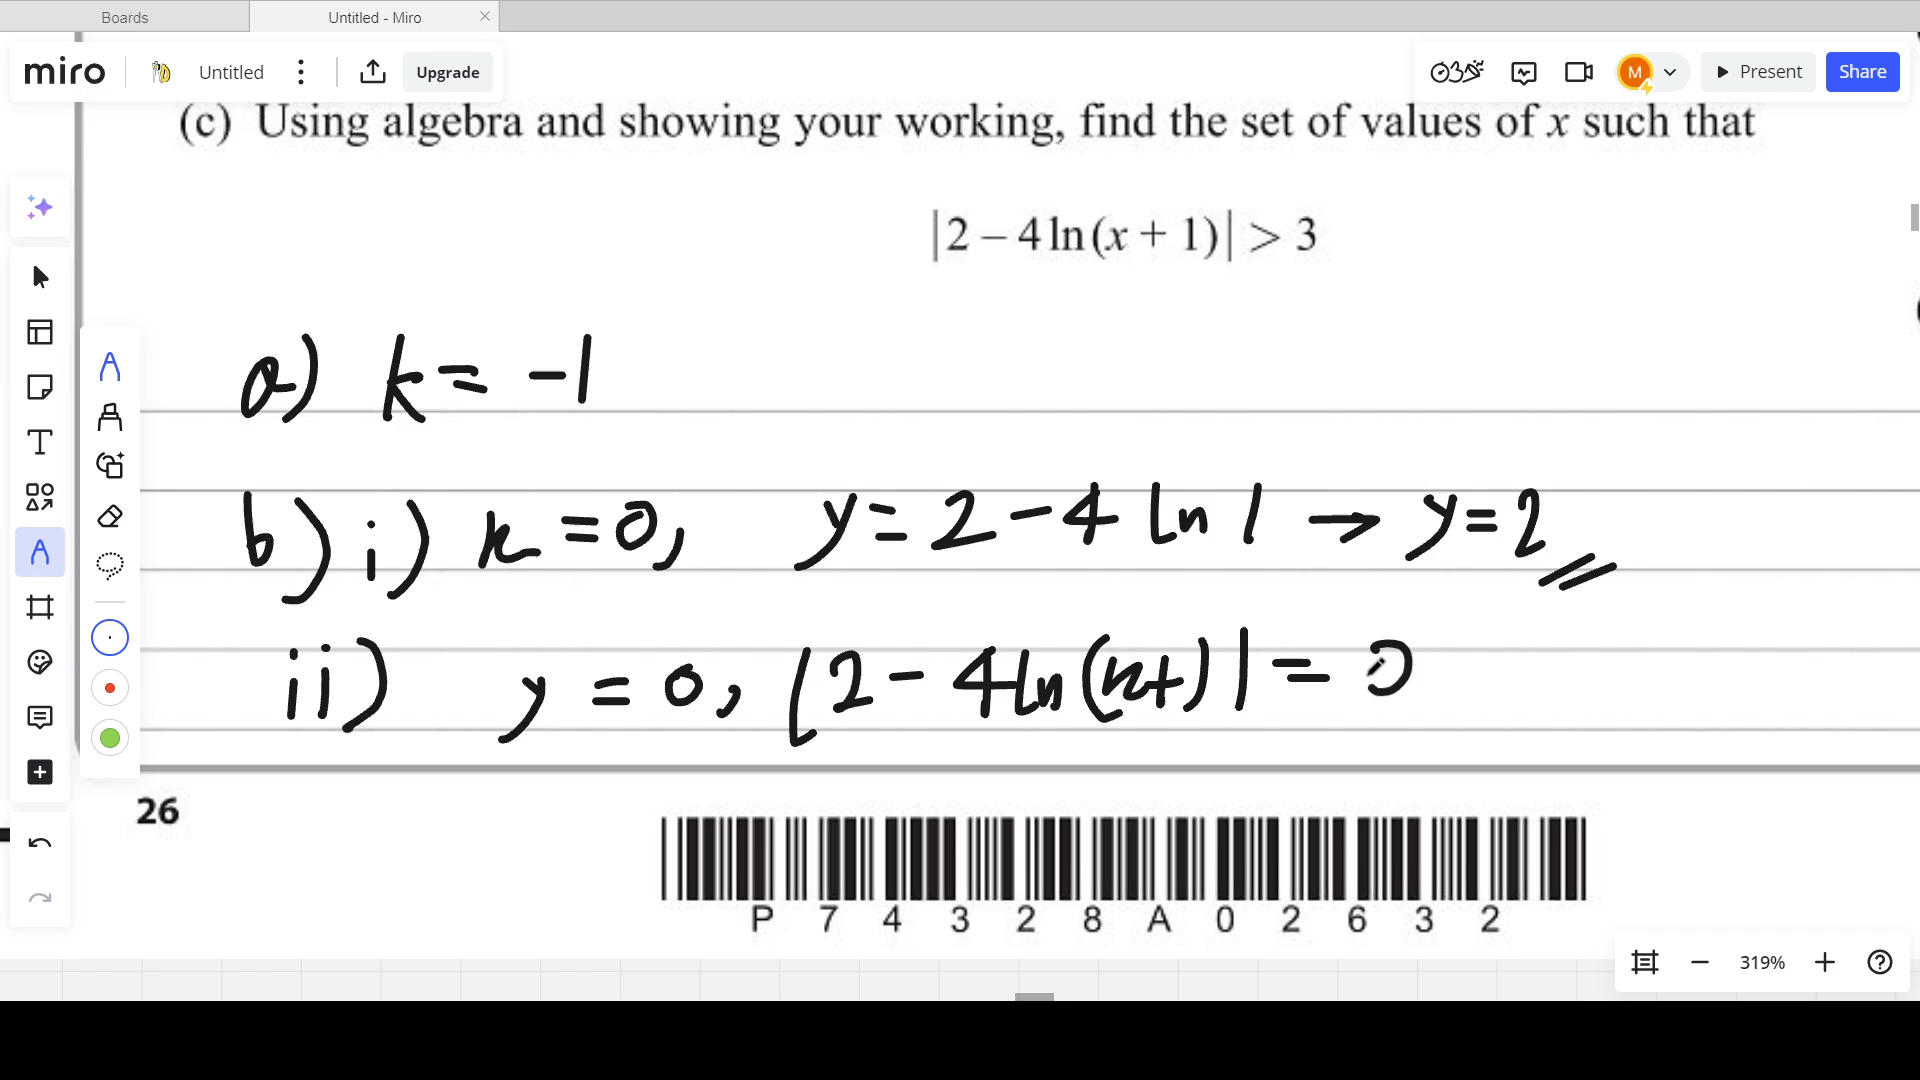 Boards
Untitled - Miro
miro Untitled Upgrade
M Present Share
(c) Using algebra and showing your working, find the set of values of x such that
|2 – 4 ln (x + 1)| > 3
a) k = -1
b) i) x = 0, y = 2 - 4 ln 1 → y = 2
ii) y = 0, |2 - 4 ln (x+)| = 0
26
P 7 4 3 2 8 A 0 2 6 3 2
319%